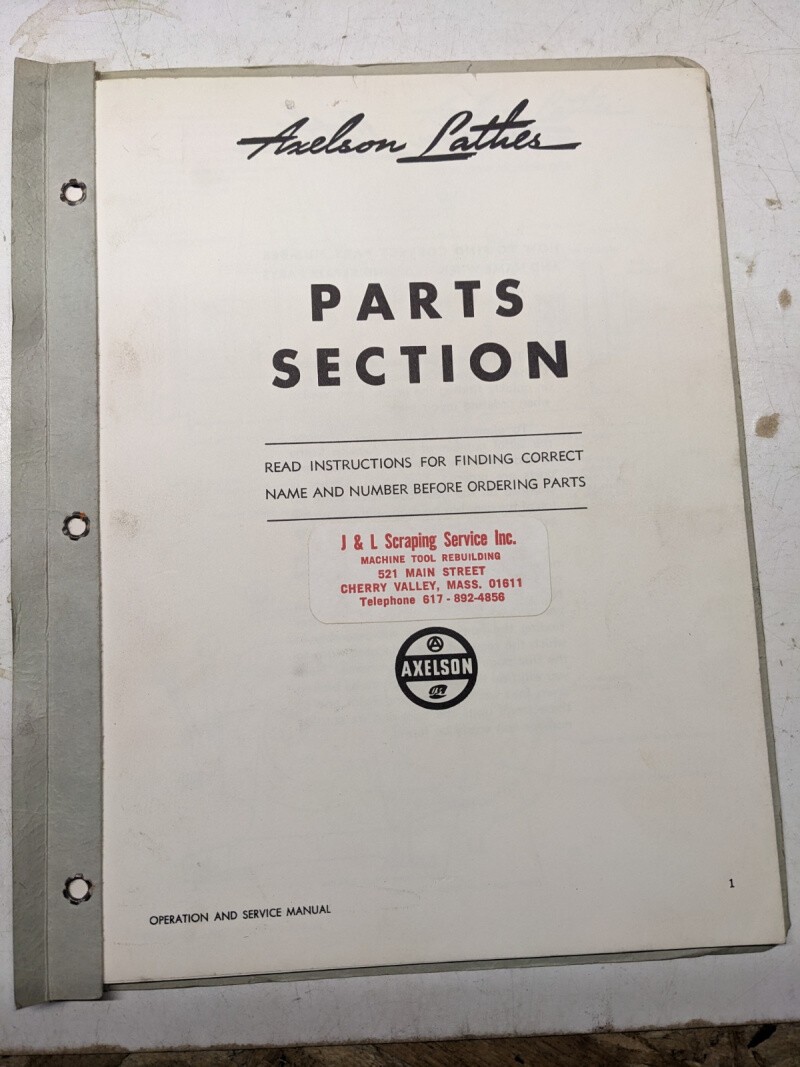 Axelson Lathes
PARTS
SECTION
READ INSTRUCTIONS FOR FINDING CORRECT
NAME AND NUMBER BEFORE ORDERING PARTS
J & L Scraping Service Inc.
MACHINE TOOL REBUILDING
521 MAIN STREET
CHERRY VALLEY, MASS. 01611
Telephone 617 - 892-4856
A
AXELSON
OPERATION AND SERVICE MANUAL
1